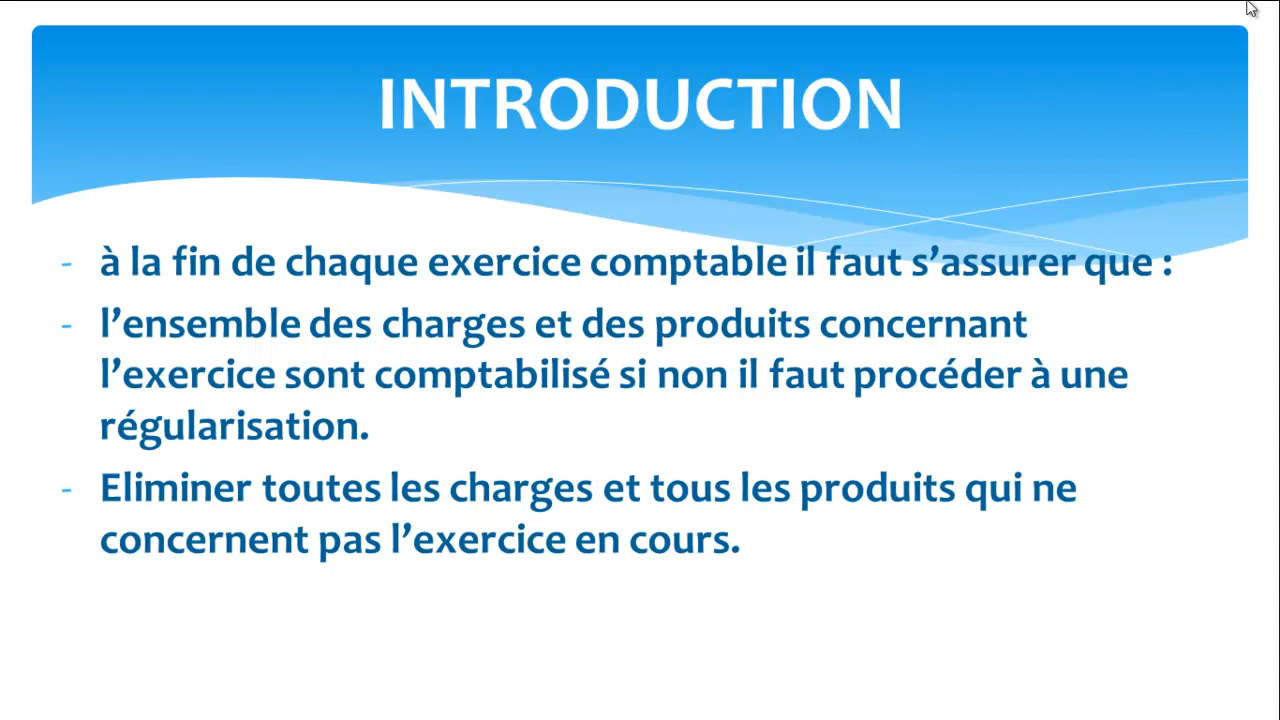 INTRODUCTION
- à la fin de chaque exercice comptable il faut s’assurer que :
- l’ensemble des charges et des produits concernant
l’exercice sont comptabilisé si non il faut procéder à une
régularisation.
- Eliminer toutes les charges et tous les produits qui ne
concernent pas l’exercice en cours.